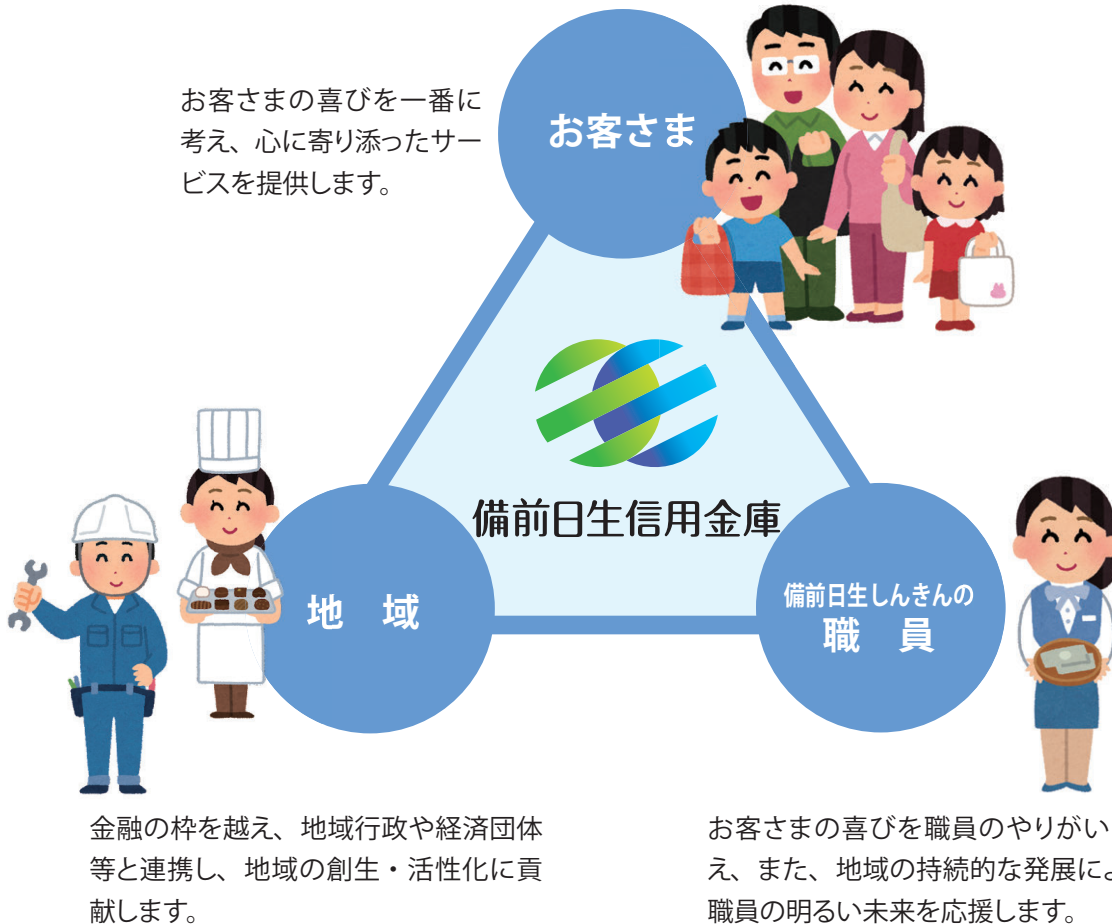 お客さまの喜びを一番に
考え、心に寄り添ったサー
ビスを提供します。
お客さま
備前日生信用金庫
地　域
備前日生しんきんの
職　員
金融の枠を越え、地域行政や経済団体
等と連携し、地域の創生・活性化に貢
献します。
お客さまの喜びを職員のやりがい
え、また、地域の持続的な発展によ
職員の明るい未来を応援します。